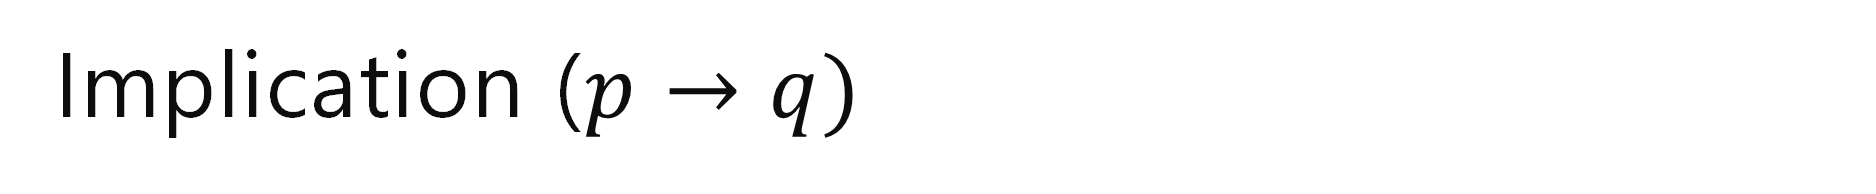 Implication (𝑝 → 𝑞)